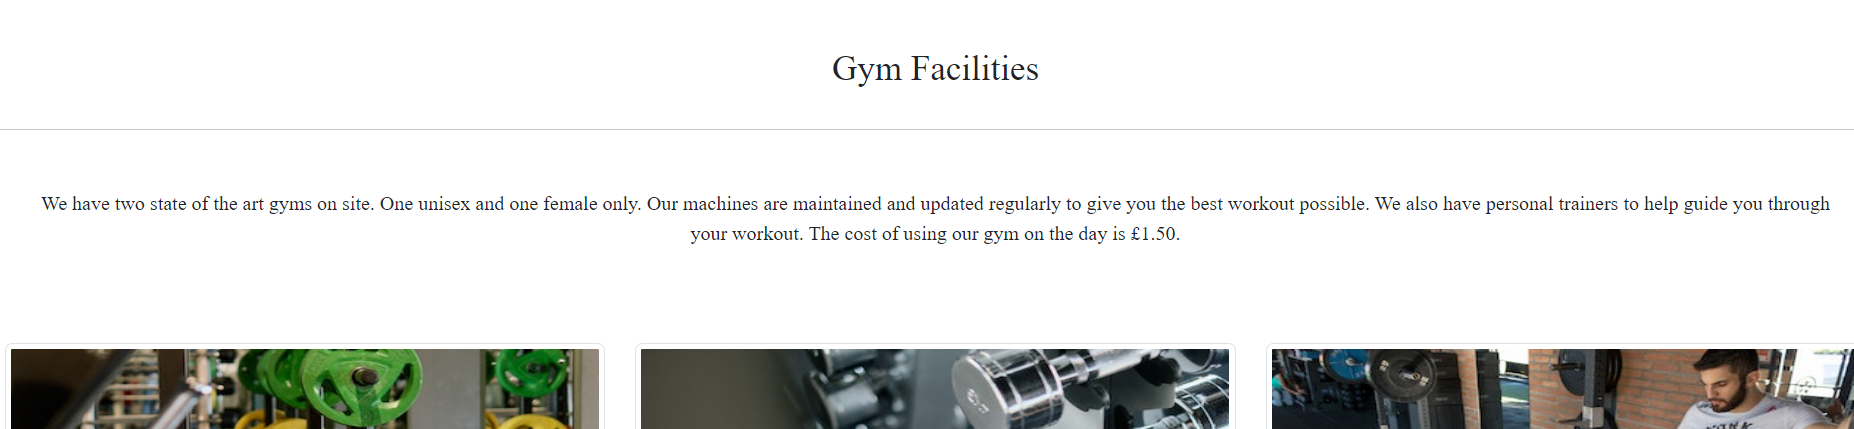 Gym Facilities
We have two state of the art gyms on site. One unisex and one female only. Our machines are maintained and updated regularly to give you the best workout possible. We also have personal trainers to help guide you through
your workout. The cost of using our gym on the day is £1.50.